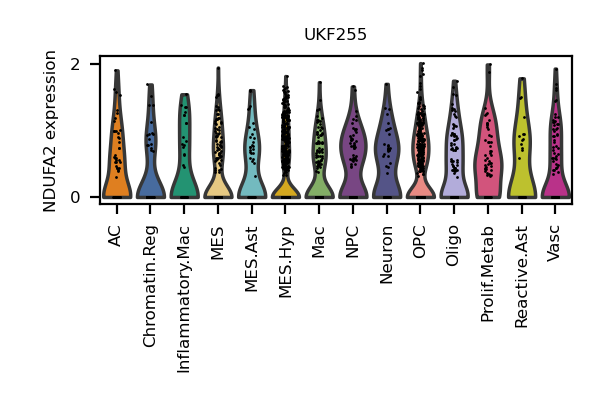 UKF255
NDUFA2 expression
2
0
AC
Chromatin.Reg
Inflammatory.Mac
MES
MES.Ast
MES.Hyp
Mac
NPC
Neuron
OPC
Oligo
Prolif.Metab
Reactive.Ast
Vasc